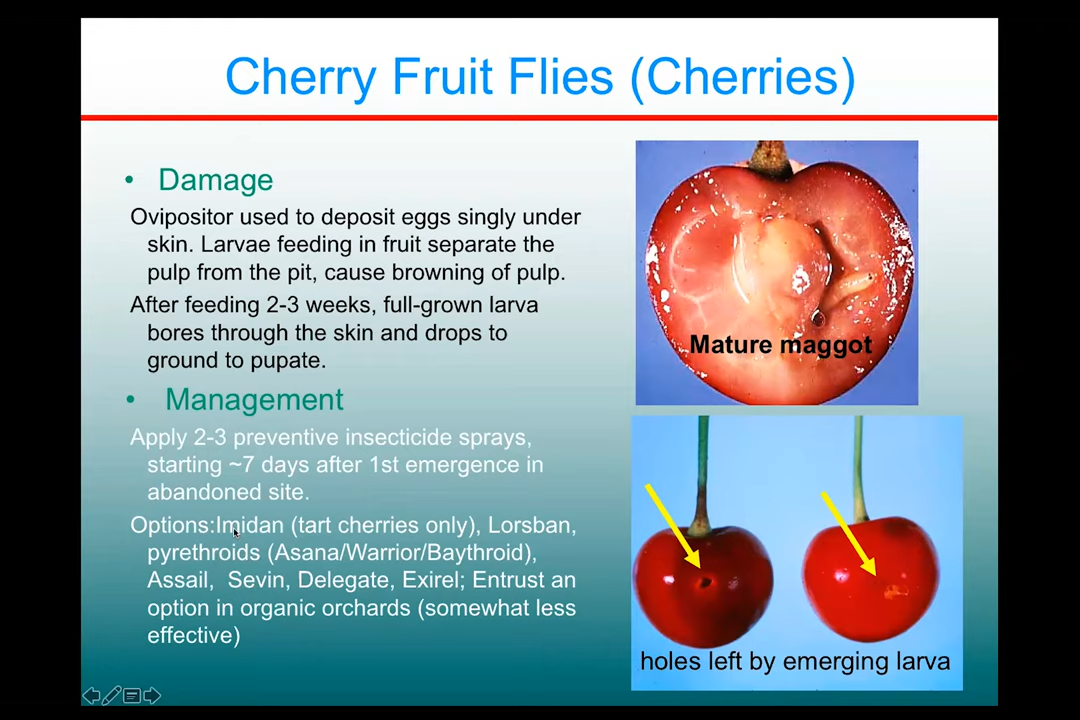 Cherry Fruit Flies (Cherries)
• Damage
Ovipositor used to deposit eggs singly under
skin. Larvae feeding in fruit separate the
pulp from the pit, cause browning of pulp.
After feeding 2-3 weeks, full-grown larva
bores through the skin and drops to
ground to pupate.
• Management
Apply 2-3 preventive insecticide sprays,
starting ~7 days after 1st emergence in
abandoned site.
Options:Imidan (tart cherries only), Lorsban,
pyrethroids (Asana/Warrior/Baythroid),
Assail, Sevin, Delegate, Exirel; Entrust an
option in organic orchards (somewhat less
effective)
Mature maggot
holes left by emerging larva